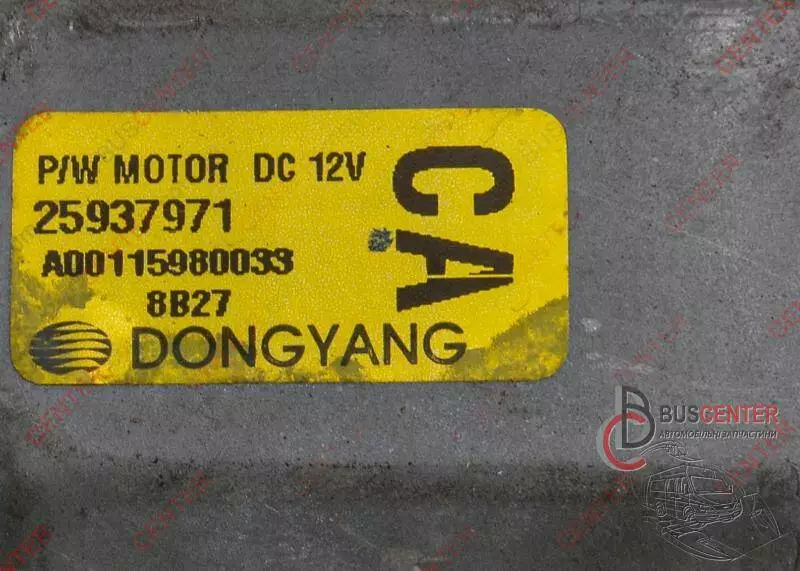 P/W MOTOR DC 12V
25937971
A00115980033
8B27
DONGYANG
CA
BUSCENTER
АВТОМОБІЛЬНІ ЗАПЧАСТИНИ